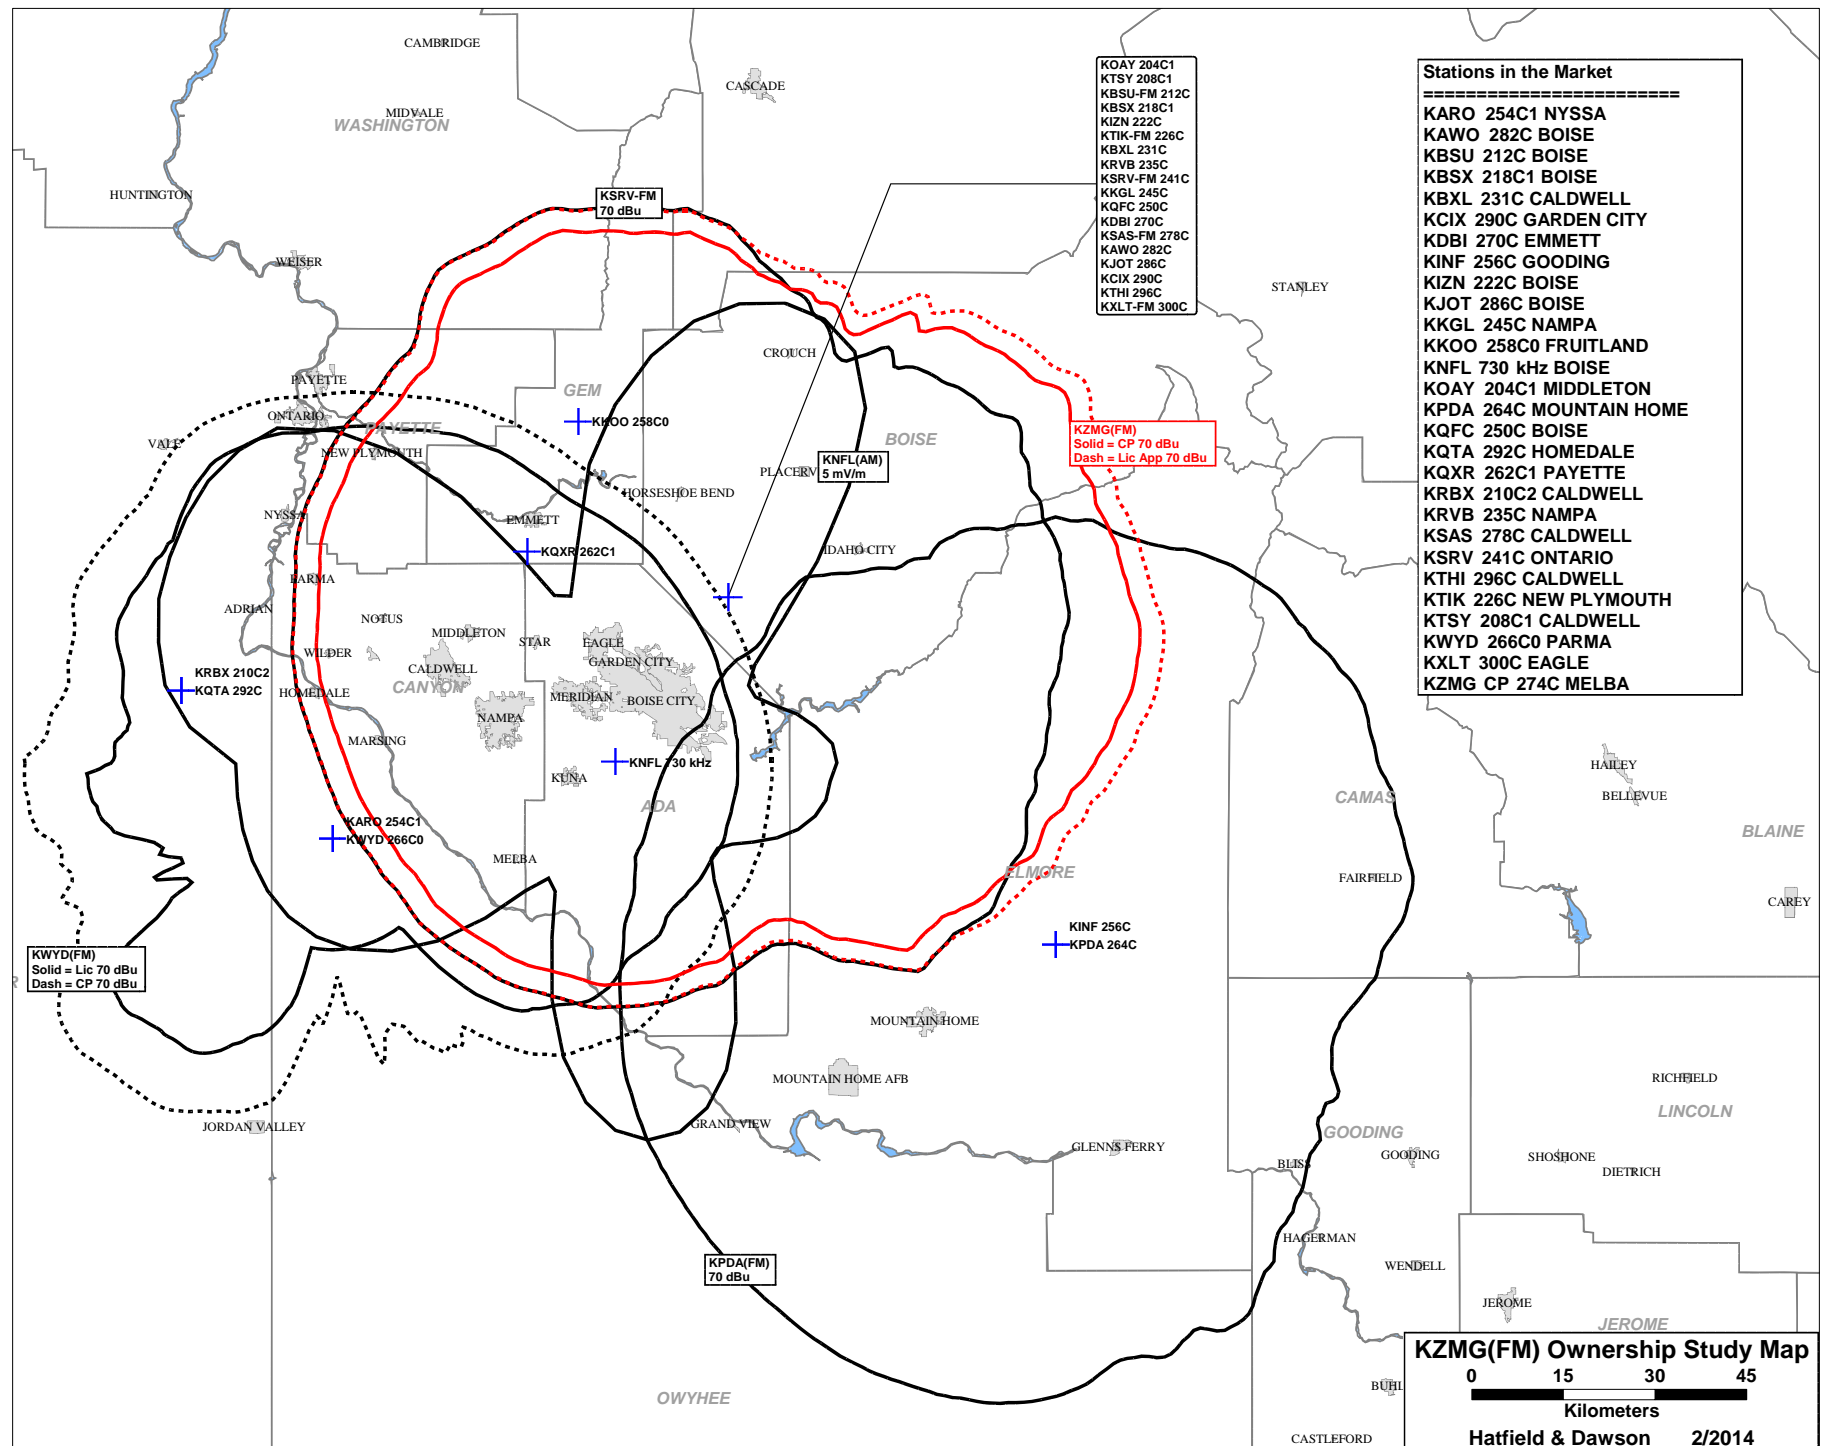 CAMBRIDGE
CASCADE
MIDVALE
WASHINGTON
HUNTINGTON
WEISER
STANLEY
KOAY 204C1
KTSY 208C1
KBSU-FM 212C
KBSX 218C1
KIZN 222C
KTIK-FM 226C
KBXL 231C
KRVB 235C
KSRV-FM 241C
KKGL 245C
KQFC 250C
KDBI 270C
KSAS-FM 278C
KAWO 282C
KJOT 286C
KCIX 290C
KTHI 296C
KXLT-FM 300C
Stations in the Market
========================
KARO 254C1 NYSSA
KAWO 282C BOISE
KBSU 212C BOISE
KBSX 218C1 BOISE
KBXL 231C CALDWELL
KCIX 290C GARDEN CITY
KDBI 270C EMMETT
KINF 256C GOODING
KIZN 222C BOISE
KJOT 286C BOISE
KKGL 245C NAMPA
KKOO 258C0 FRUITLAND
KNFL 730 kHz BOISE
KOAY 204C1 MIDDLETON
KPDA 264C MOUNTAIN HOME
KQFC 250C BOISE
KQTA 292C HOMEDALE
KQXR 262C1 PAYETTE
KRBX 210C2 CALDWELL
KRVB 235C NAMPA
KSAS 278C CALDWELL
KSRV 241C ONTARIO
KTHI 296C CALDWELL
KTIK 226C NEW PLYMOUTH
KTSY 208C1 CALDWELL
KWYD 266C0 PARMA
KXLT 300C EAGLE
KZMG CP 274C MELBA
KSRV-FM
70 dBu
CROUCH
PAYETTE
GEM
ONTARIO
KKOO 258C0
PAYETTE
VALE
NEW PLYMOUTH
BOISE
KZMG(FM)
Solid = CP 70 dBu
Dash = Lic App 70 dBu
KNFL(AM)
5 mV/m
PLACERV
HORSESHOE BEND
NYSSA
EMMETT
KQXR 262C1
IDAHO CITY
PARMA
ADRIAN
NOTUS
MIDDLETON
STAR
EAGLE
WILDER
GARDEN CITY
CALDWELL
KRBX 210C2
KQTA 292C
CANYON
HOMEDALE
MERIDIAN
BOISE CITY
NAMPA
MARSING
KNFL 730 kHz
KUNA
HAILEY
BELLEVUE
CAMAS
ADA
BLAINE
KARO 254C1
KWYD 266C0
MELBA
ELMORE
FAIRFIELD
CAREY
KINF 256C
KPDA 264C
KWYD(FM)
Solid = Lic 70 dBu
Dash = CP 70 dBu
R
MOUNTAIN HOME
MOUNTAIN HOME AFB
RICHFIELD
LINCOLN
JORDAN VALLEY
GRAND VIEW
GOODING
GLENNS FERRY
GOODING
BLISS
SHOSHONE
DIETRICH
HAGERMAN
WENDELL
KPDA(FM)
70 dBu
JEROME
JEROME
BUHL
OWYHEE
CASTLEFORD
KZMG(FM) Ownership Study Map
0 15 30 45
Kilometers
Hatfield & Dawson 2/2014